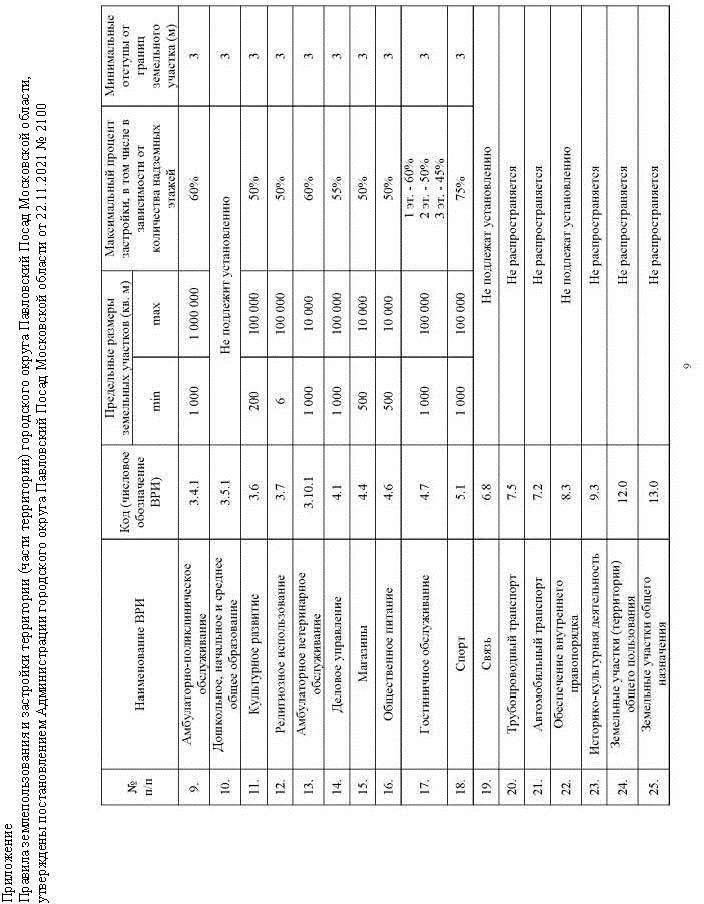 Приложение
Правила землепользования и застройки территории (части территории) городского округа Павловский Посад Московской области,
утверждены постановлением Администрации городского округа Павловский Посад Московской области от 22.11.2021 № 2100
№
п/п
Наименование ВРИ
Код (числовое
обозначение
ВРИ)
Предельные размеры
земельных участков (кв. м)
min
max
Максимальный процент
застройки, в том числе в
зависимости от
количества надземных
этажей
Минимальные
отступы от
границ
земельного
участка (м)
9.
Амбулаторно-поликлиническое
обслуживание
3.4.1
1 000
1 000 000
60%
3
10.
Дошкольное, начальное и среднее
общее образование
3.5.1
Не подлежит установлению
3
11.
Культурное развитие
3.6
200
100 000
50%
3
12.
Религиозное использование
3.7
6
100 000
50%
3
13.
Амбулаторное ветеринарное
обслуживание
3.10.1
1 000
10 000
60%
3
14.
Деловое управление
4.1
1 000
100 000
55%
3
15.
Магазины
4.4
500
10 000
50%
3
16.
Общественное питание
4.6
500
10 000
50%
3
17.
Гостиничное обслуживание
4.7
1 000
100 000
1 эт. - 60%
2 эт. - 50%
3 эт. - 45%
3
18.
Спорт
5.1
1 000
100 000
75%
3
19.
Связь
6.8
Не подлежат установлению
20.
Трубопроводный транспорт
7.5
Не распространяется
21.
Автомобильный транспорт
7.2
Не распространяется
22.
Обеспечение внутреннего
правопорядка
8.3
Не подлежат установлению
23.
Историко-культурная деятельность
9.3
Не распространяется
24.
Земельные участки (территории)
общего пользования
12.0
Не распространяется
25.
Земельные участки общего
назначения
13.0
Не распространяется
9